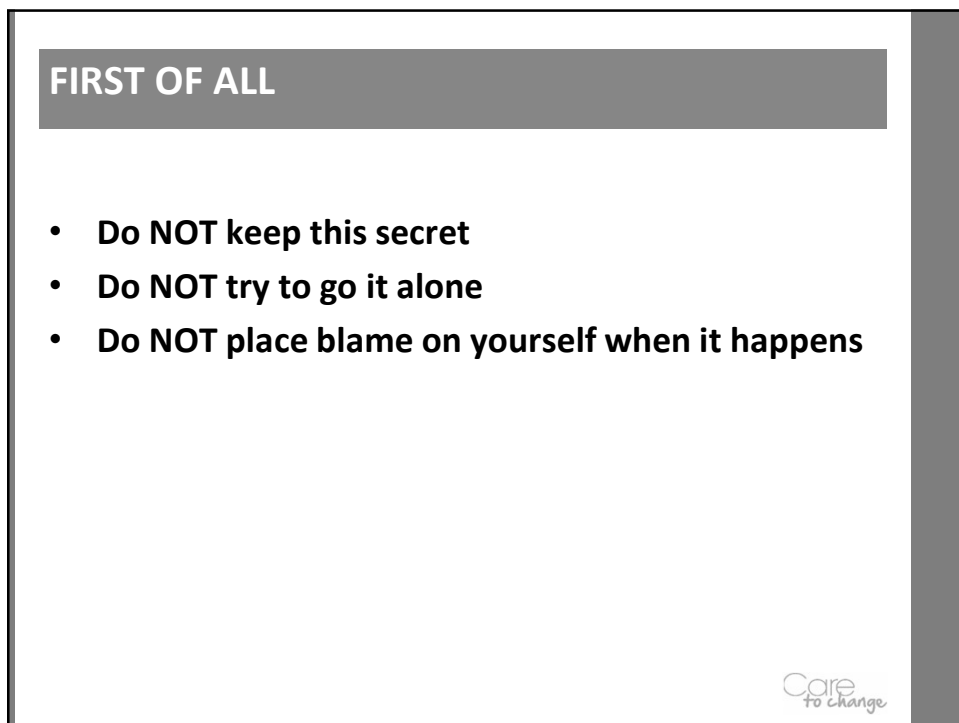 FIRST OF ALL
• Do NOT keep this secret
• Do NOT try to go it alone
• Do NOT place blame on yourself when it happens
Care
to change